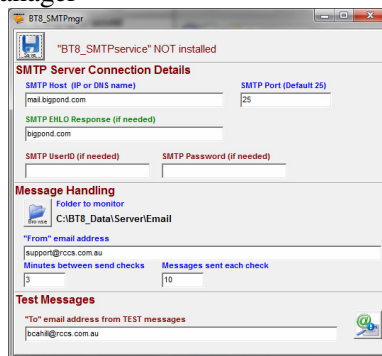 anager
BT8_SMTPmgr
"BT8_SMTPservice" NOT installed
SMTP Server Connection Details
SMTP Host (IP or DNS name) SMTP Port (Default 25)
mail.bigpond.com 25
SMTP EHLO Response (if needed)
bigpond.com
SMTP UserID (if needed) SMTP Password (if needed)
Message Handling
Folder to monitor
Browse C:\BT8_Data\Server\Email
"From" email address
support@rccs.com.au
Minutes between send checks Messages sent each check
3 10
Test Messages
"To" email address from TEST messages
bcahill@rccs.com.au